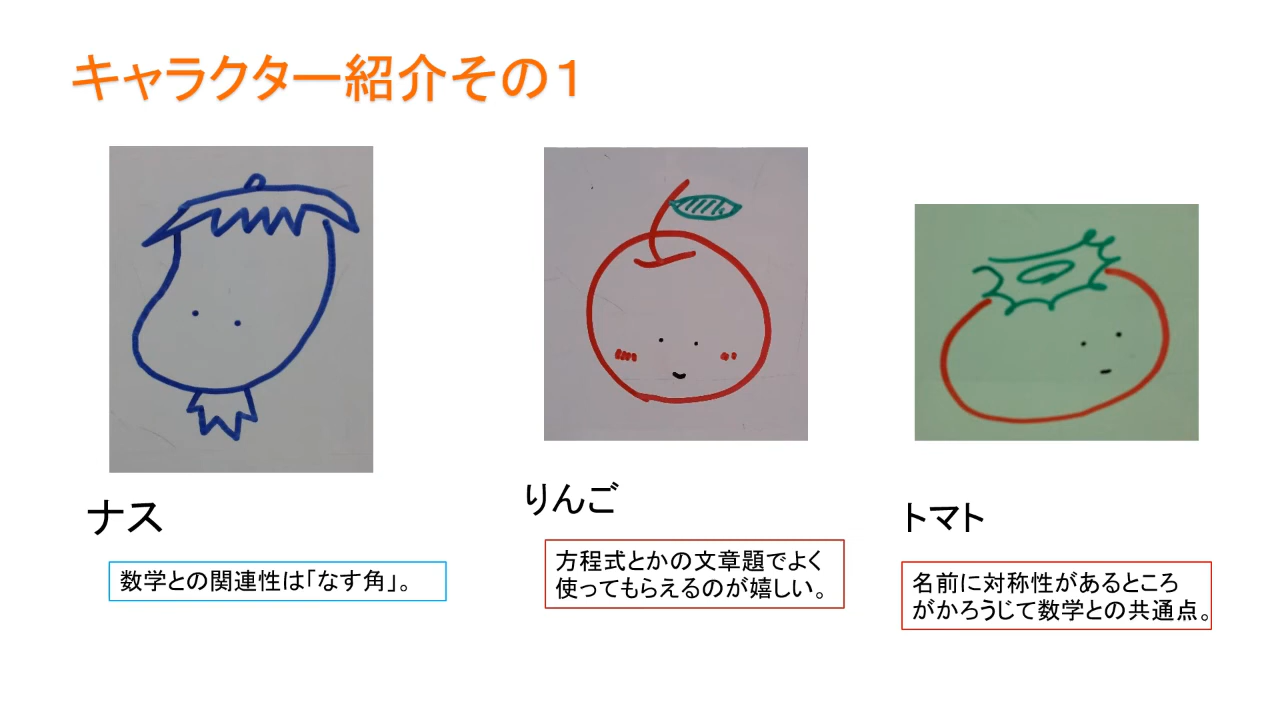 キャラクター紹介その１
ナス
数学との関連性は「なす角」。
りんご
方程式とかの文章題でよく
使ってもらえるのが嬉しい。
トマト
名前に対称性があるところ
がかろうじて数学との共通点。